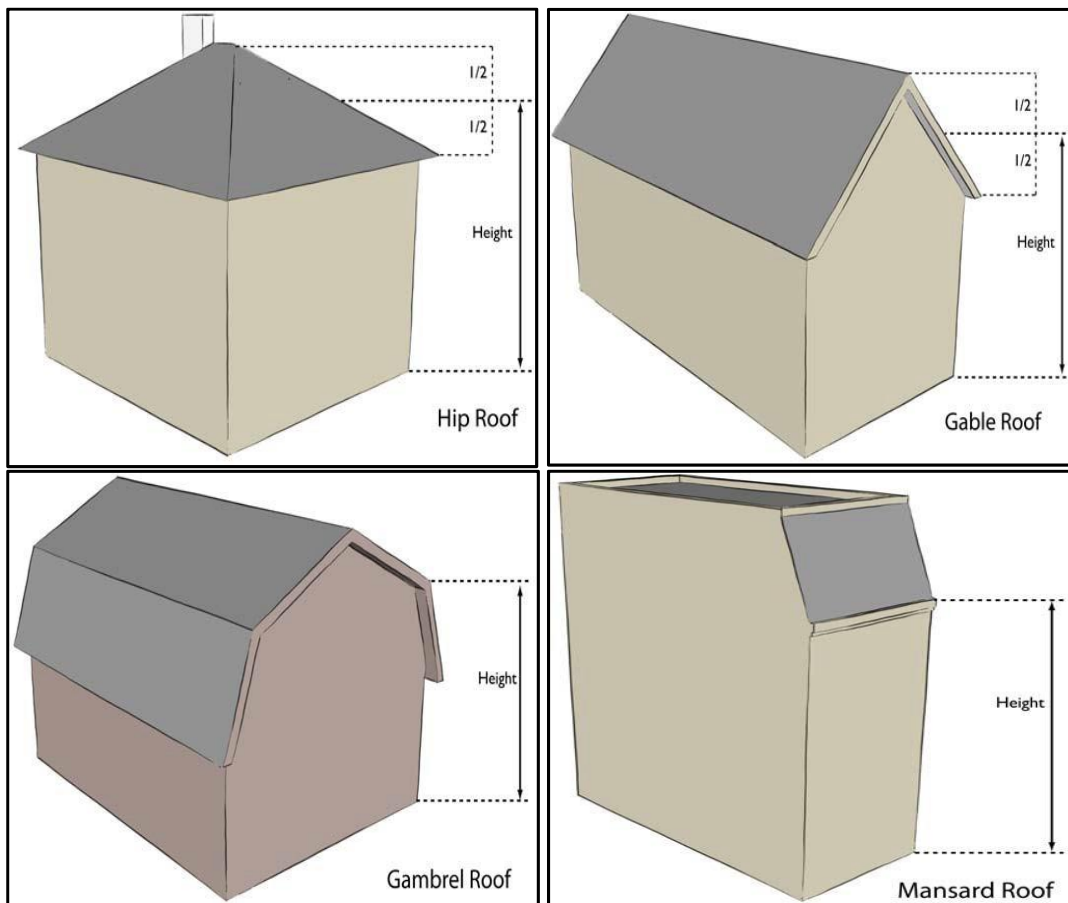 1/2
1/2
Height
Hip Roof
1/2
1/2
Height
Gable Roof
Height
Gambrel Roof
Height
Mansard Roof